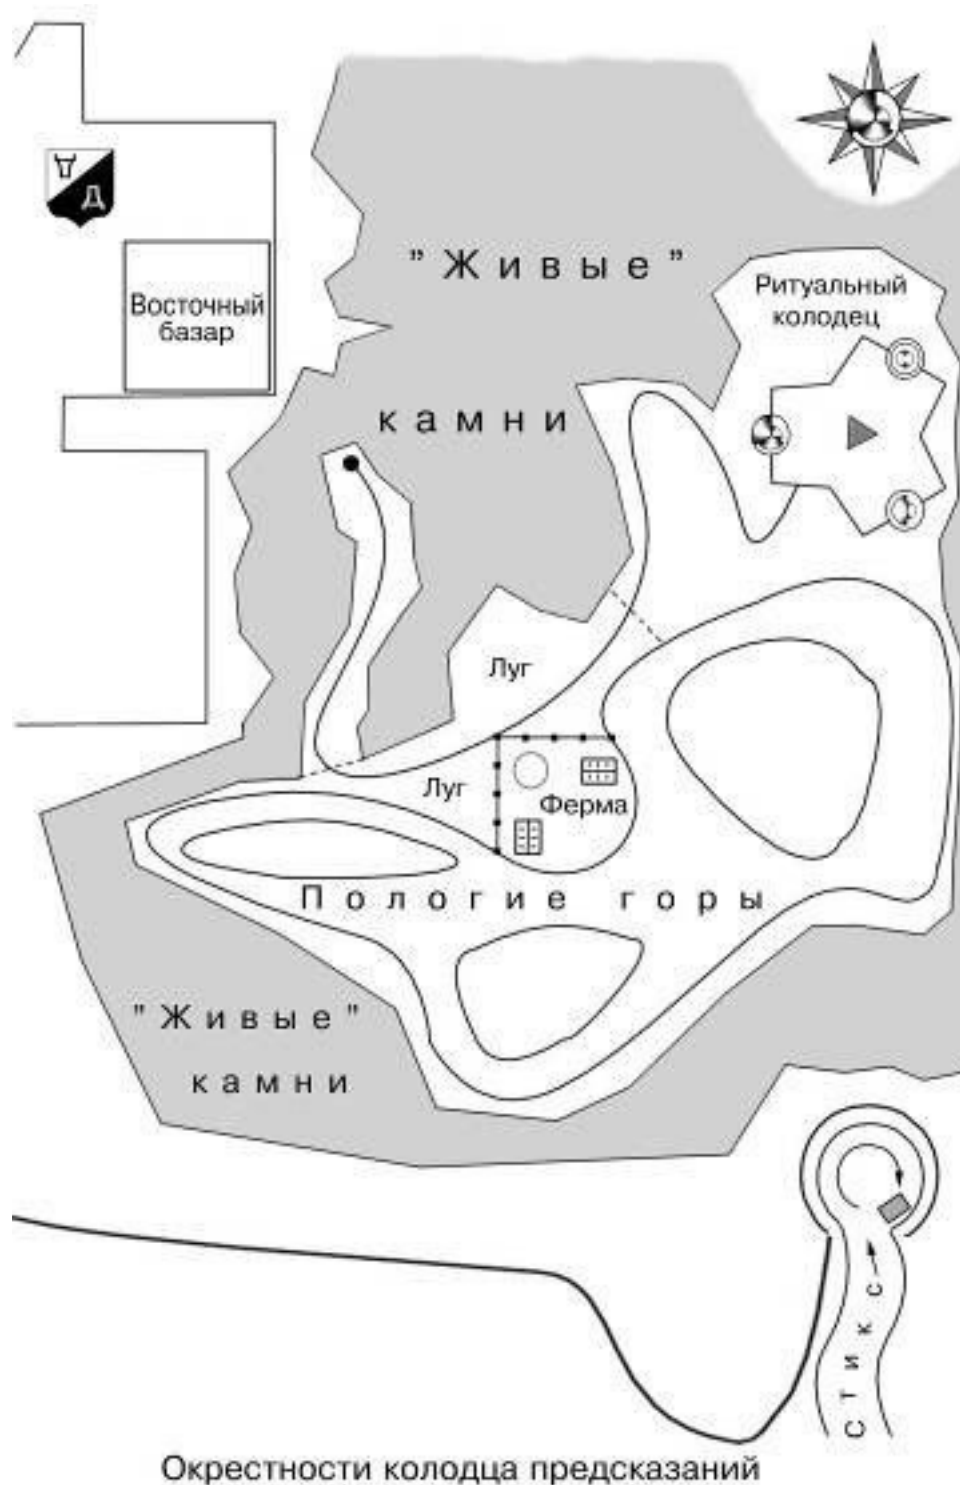 "Живые"
камни
Ритуальный
колодец
Д
Восточный
базар
Луг
Луг
Ферма
Пологие горы
"Живые"
камни
Стикс
Окрестности колодца предсказаний